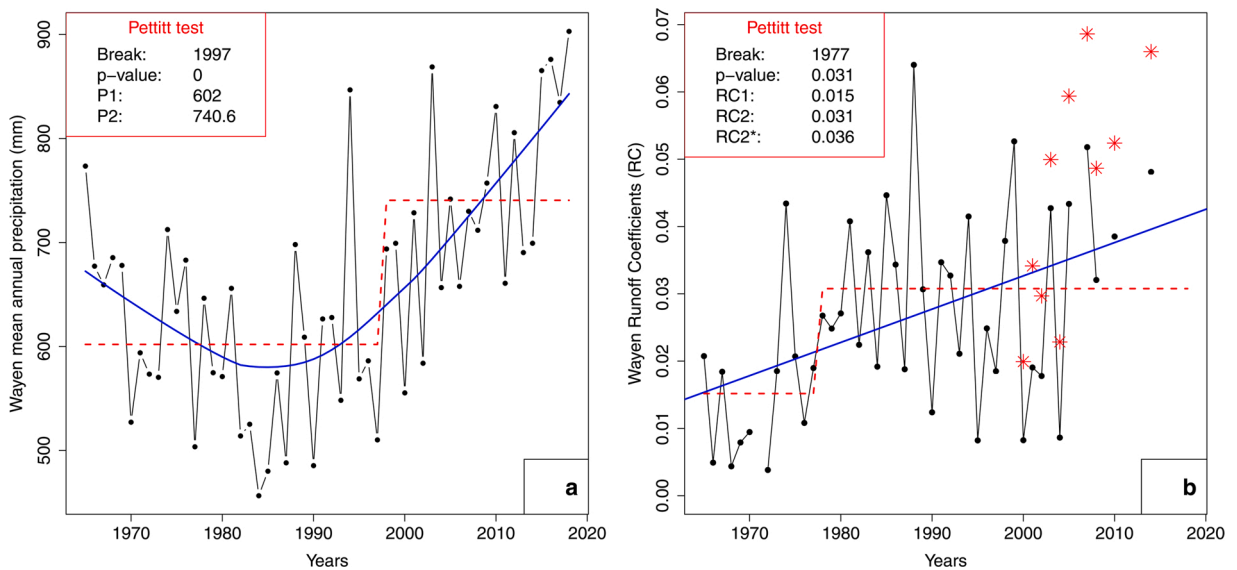 Pettitt test
Break: 1997
p-value: 0
P1: 602
P2: 740.6
Wayen mean annual precipitation (mm)
900
800
700
600
500
1970 1980 1990 2000 2010 2020
Years
a
Pettitt test
Break: 1977
p-value: 0.031
RC1: 0.015
RC2: 0.031
RC2*: 0.036
Wayen Runoff Coefficients (RC)
0.07
0.06
0.05
0.04
0.03
0.02
0.01
0.00
1970 1980 1990 2000 2010 2020
Years
b